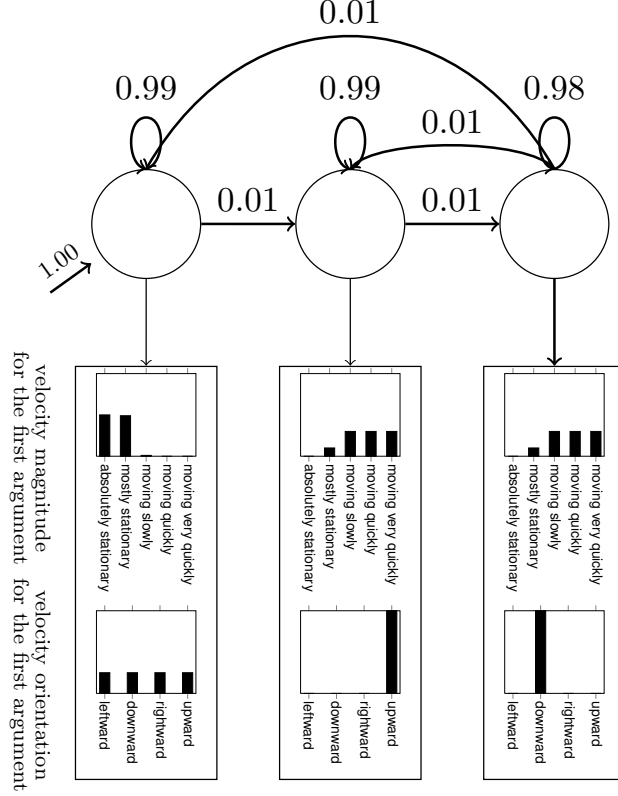 0.01
0.99
0.99
0.98
0.01
0.01
0.01
1.00
velocity magnitude
for the first argument
absolutely stationary
mostly stationary
moving slowly
moving quickly
moving very quickly
absolutely stationary
mostly stationary
moving slowly
moving quickly
moving very quickly
absolutely stationary
mostly stationary
moving slowly
moving quickly
moving very quickly
velocity orientation
for the first argument
leftward
downward
rightward
upward
leftward
downward
rightward
upward
leftward
downward
rightward
upward